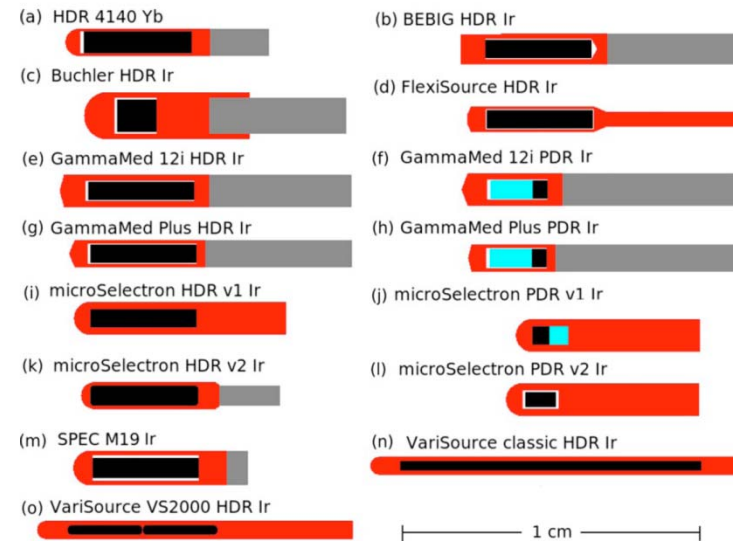 (a) HDR 4140 Yb
(b) BEBIG HDR Ir
(c) Buchler HDR Ir
(d) FlexiSource HDR Ir
(e) GammaMed 12i HDR Ir
(f) GammaMed 12i PDR Ir
(g) GammaMed Plus HDR Ir
(h) GammaMed Plus PDR Ir
(i) microSelectron HDR v1 Ir
(j) microSelectron PDR v1 Ir
(k) microSelectron HDR v2 Ir
(l) microSelectron PDR v2 Ir
(m) SPEC M19 Ir
(n) VariSource classic HDR Ir
(o) VariSource VS2000 HDR Ir
1 cm